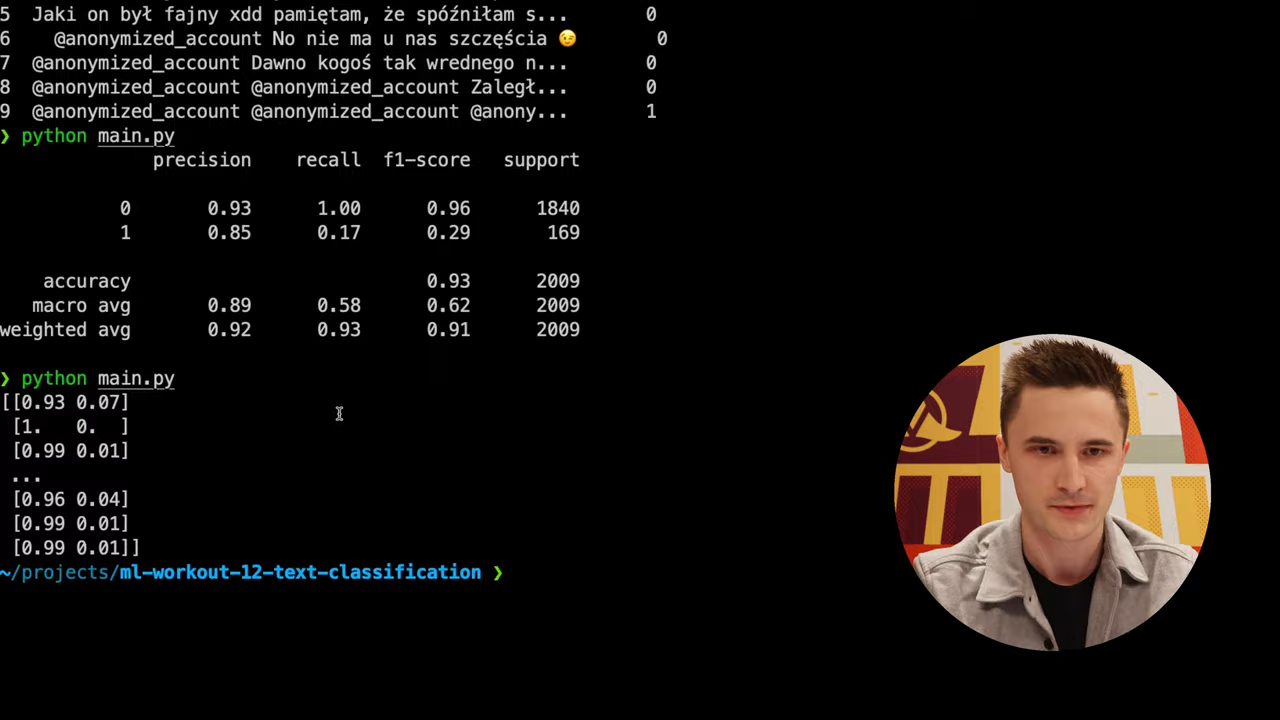 5 Jaki on był fajny xdd pamiętam, że spóźniłam s... 0
6 @anonymized_account No nie ma u nas szczęścia 😉 0
7 @anonymized_account Dawno kogoś tak wrednego n... 0
8 @anonymized_account @anonymized_account Zaległ... 0
9 @anonymized_account @anonymized_account @anony... 1
❯ python main.py
precision recall f1-score support
0 0.93 1.00 0.96 1840
1 0.85 0.17 0.29 169
accuracy 0.93 2009
macro avg 0.89 0.58 0.62 2009
weighted avg 0.92 0.93 0.91 2009
❯ python main.py
[[0.93 0.07]
[1. 0. ]
[0.99 0.01]
...
[0.96 0.04]
[0.99 0.01]
[0.99 0.01]]
~/projects/ml-workout-12-text-classification ❯